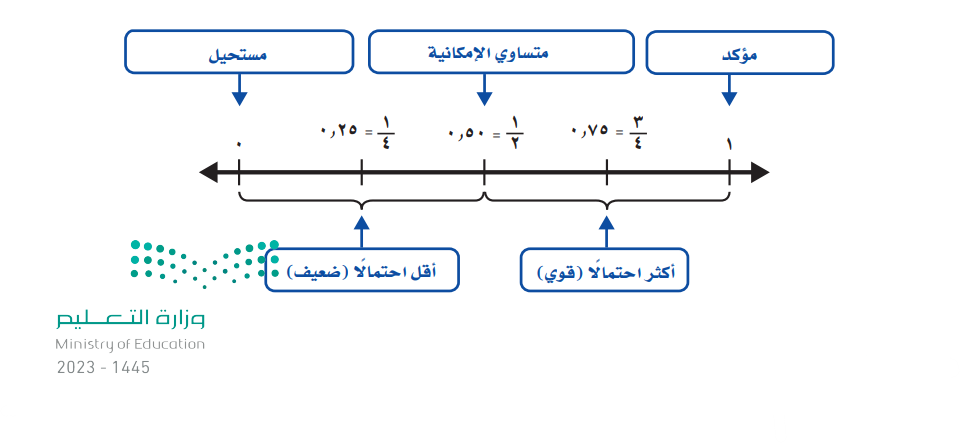 مؤكد
متساوي الإمكانية
مستحيل
٠
٠٫٢٥ = ١/٤
٠٫٥٠ = ١/٢
٠٫٧٥ = ٣/٤
١
أكثر احتمالًا (قوي)
أقل احتمالًا (ضعيف)
وزارة التعليم
Ministry of Education
2023 - 1445